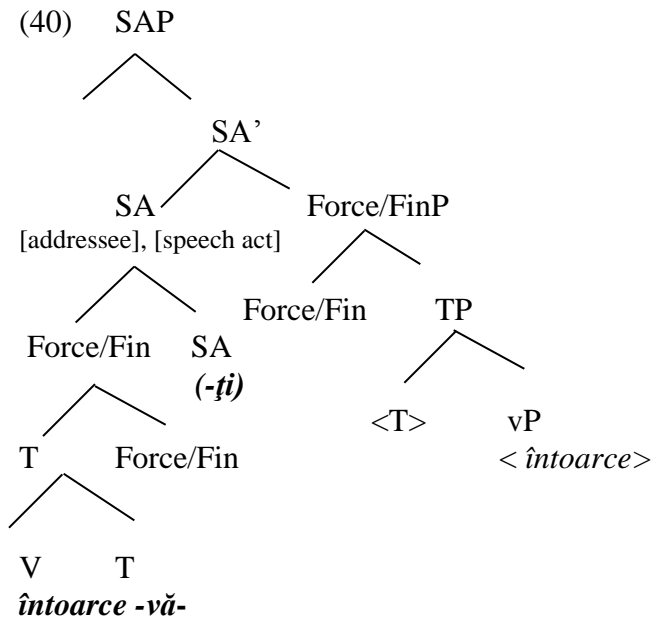 (40) SAP
SA’
SA Force/FinP
[addressee], [speech act]
Force/Fin TP
Force/Fin SA
(-ţi)
<T> vP
T Force/Fin < întoarce>
V T
întoarce -vă-